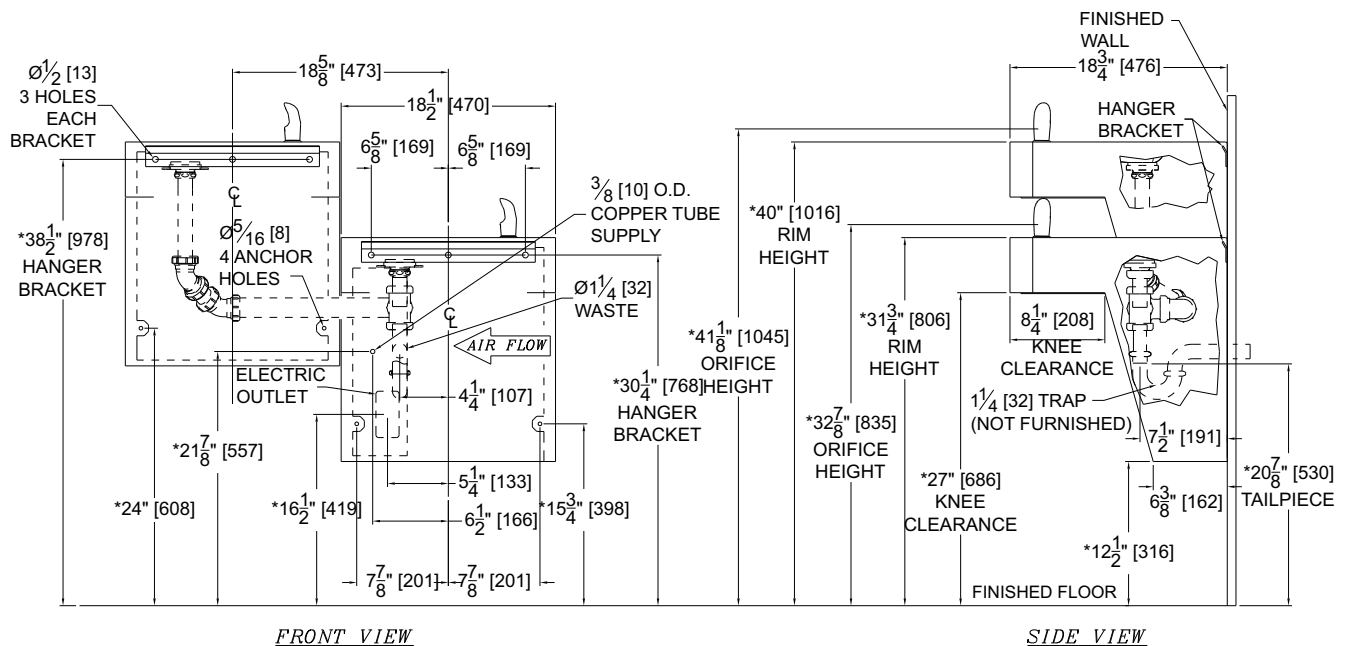 FINISHED
WALL
18 5/8" [473]
18 3/4" [476]
Ø1/2 [13]
3 HOLES
EACH
BRACKET
18 1/2" [470]
HANGER
BRACKET
6 5/8" [169]
6 5/8" [169]
3/8 [10] O.D.
COPPER TUBE
SUPPLY
℄
*40" [1016]
RIM
HEIGHT
*38 1/2" [978]
HANGER
BRACKET
Ø5/16 [8]
4 ANCHOR
HOLES
Ø1 1/4 [32]
WASTE
℄
AIR FLOW
*41 1/8" [1045]
ORIFICE
HEIGHT
*31 3/4" [806]
RIM
HEIGHT
8 1/4" [208]
KNEE
CLEARANCE
ELECTRIC
OUTLET
4 1/4" [107]
*30 1/4" [768]
HANGER
BRACKET
1 1/4 [32] TRAP
(NOT FURNISHED)
*32 7/8" [835]
ORIFICE
HEIGHT
7 1/2" [191]
*21 7/8" [557]
*27" [686]
KNEE
CLEARANCE
*20 7/8" [530]
TAILPIECE
5 1/4" [133]
6 3/8" [162]
*24" [608]
*16 1/2" [419]
*15 3/4" [398]
6 1/2" [166]
*12 1/2" [316]
7 7/8" [201]
7 7/8" [201]
FINISHED FLOOR
FRONT VIEW
SIDE VIEW